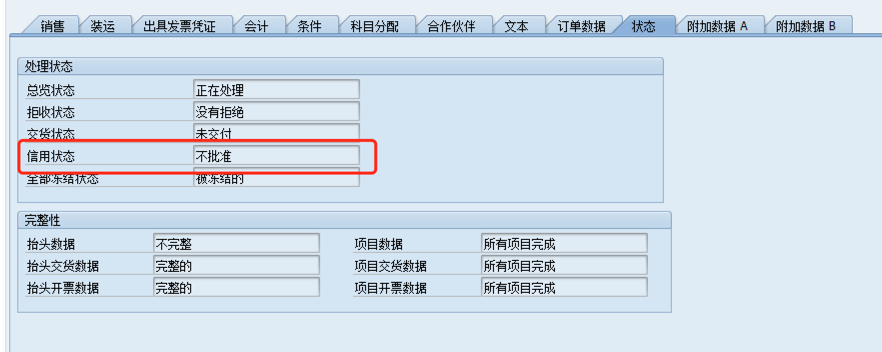 销售 装运 出具发票凭证 会计 条件 科目分配 合作伙伴 文本 订单数据 状态 附加数据 A 附加数据 B
处理状态
总览状态 正在处理
拒收状态 没有拒绝
交货状态 未交付
信用状态 不批准
全部冻结状态 被冻结的
完整性
抬头数据 不完整 项目数据 所有项目完成
抬头交货数据 完整的 项目交货数据 所有项目完成
抬头开票数据 完整的 项目开票数据 所有项目完成